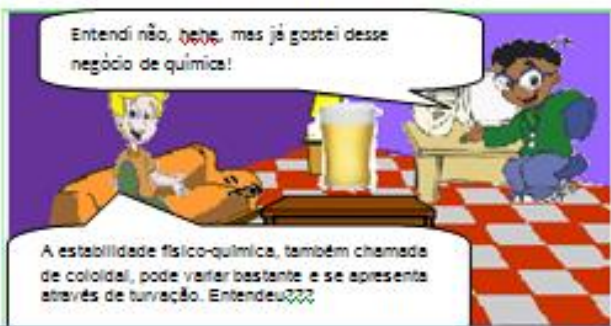 Entendi não, hehe, mas já gostei desse
negócio de química!
A estabilidade físico-química, também chamada
de coloidal, pode variar bastante e se apresenta
através de turvação. Entendeu???